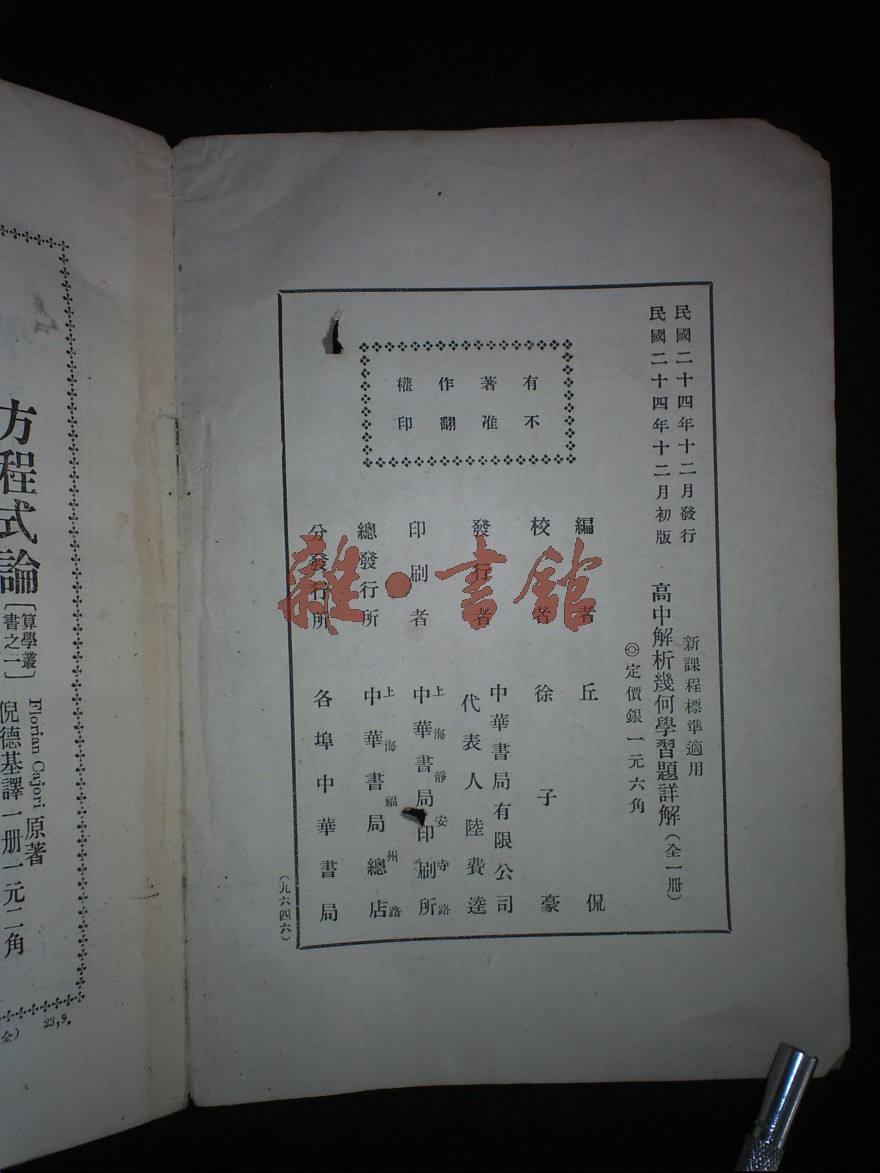 民國二十四年十二月發行
民國二十四年十二月初版
新課程標準適用
高中解析幾何學習題詳解(全一册)
◎定價銀一元六角
有著作權
不准翻印
編者 丘侃
校者 徐子豪
發行者 中華書局有限公司
代表人陸費逵
印刷者 上海靜安寺路
中華書局印刷所
總發行所 上海福州路
中華書局總店
分發行所 各埠中華書局
(九六四六)
雜·書館
方程式論
[算學叢書之一]
Florian Cajori 原著
倪德基譯 一册 一元二角
23,9.